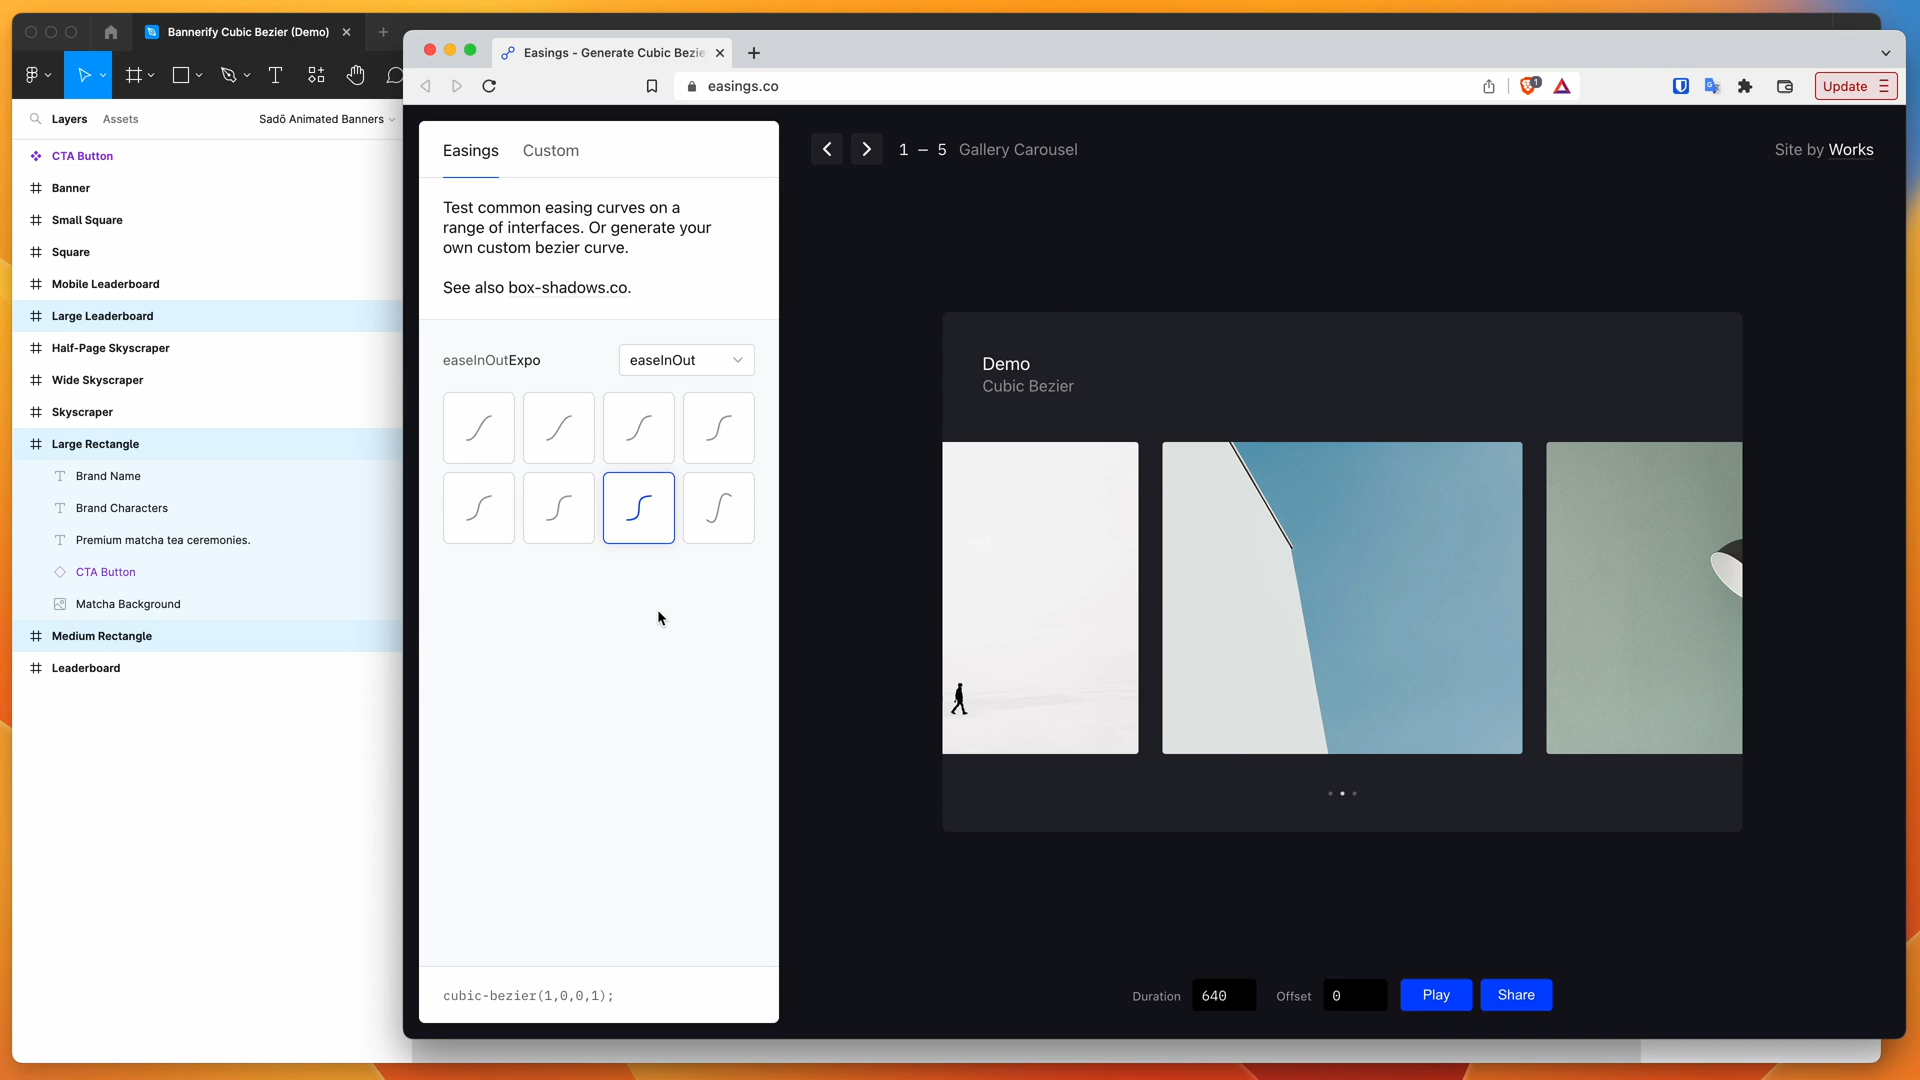 Bannerify Cubic Bezier (Demo)
Layers
Assets
Sadō Animated Banners
CTA Button
Banner
Small Square
Square
Mobile Leaderboard
Large Leaderboard
Half-Page Skyscraper
Wide Skyscraper
Skyscraper
Large Rectangle
Brand Name
Brand Characters
Premium matcha tea ceremonies.
CTA Button
Matcha Background
Medium Rectangle
Leaderboard
Easings - Generate Cubic Bezie
easings.co
1
Update
Easings
Custom
Test common easing curves on a
range of interfaces. Or generate your
own custom bezier curve.
See also box-shadows.co.
easeInOutExpo
easeInOut
cubic-bezier(1,0,0,1);
1 – 5 Gallery Carousel
Site by Works
Demo
Cubic Bezier
Duration
640
Offset
0
Play
Share